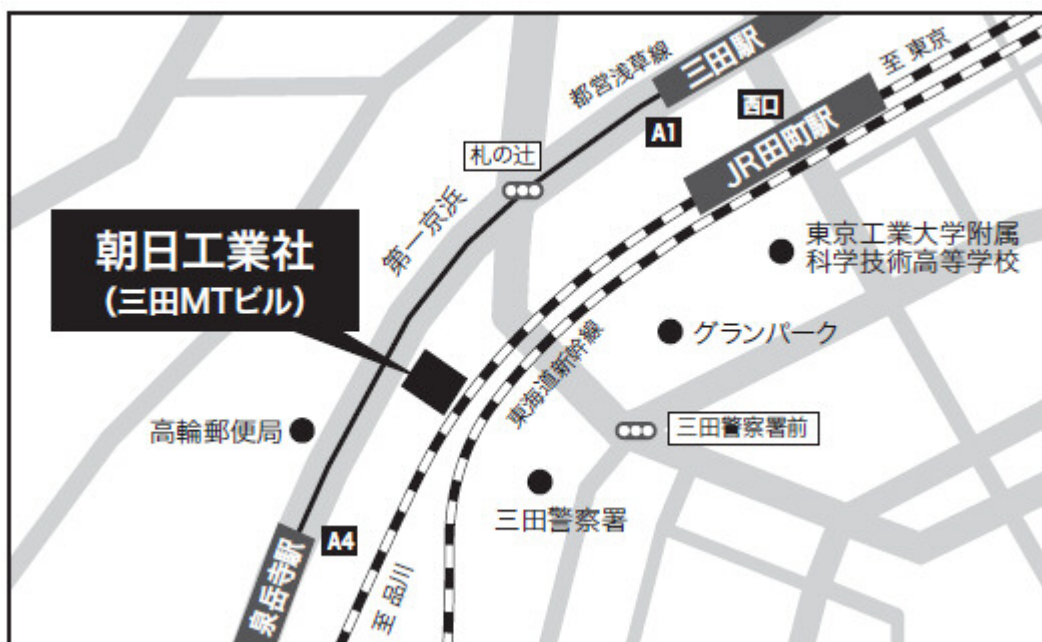 都営浅草線
三田駅
至 東京
西口
A1
JR田町駅
札の辻
第一京浜
朝日工業社
(三田MTビル)
東京工業大学附属
科学技術高等学校
グランパーク
東海道新幹線
高輪郵便局
三田警察署前
三田警察署
A4
泉岳寺駅
至 品川